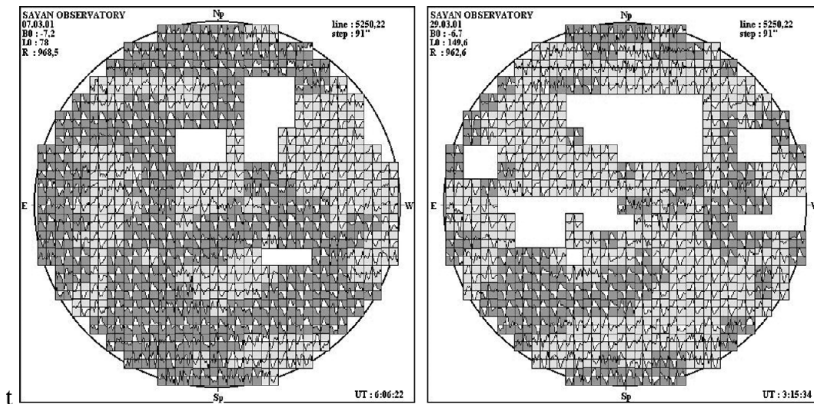 SAYAN OBSERVATORY
07.03.01
B0 : -7,2
L0 : 78
R : 968,5
Np
line : 5250,22
step : 91"
E
W
Sp
UT : 6:06:22
SAYAN OBSERVATORY
29.03.01
B0 : -6.7
L0 : 149,6
R : 962,6
Np
line : 5250,22
step : 91"
E
W
Sp
UT : 3:15:34
t